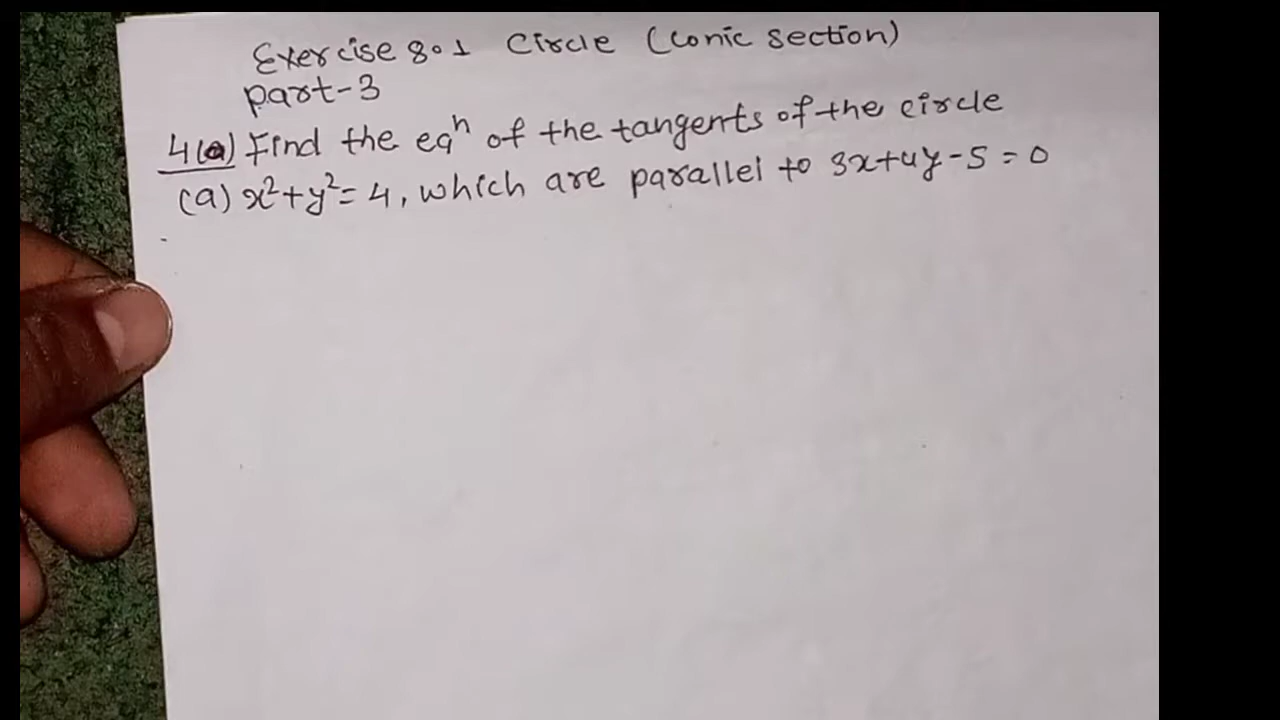 Exercise 8.1 Circle (conic section)
part-3
4(a) Find the eqⁿ of the tangents of the circle
(a) x²+y²=4, which are parallel to 3x+4y-5=0